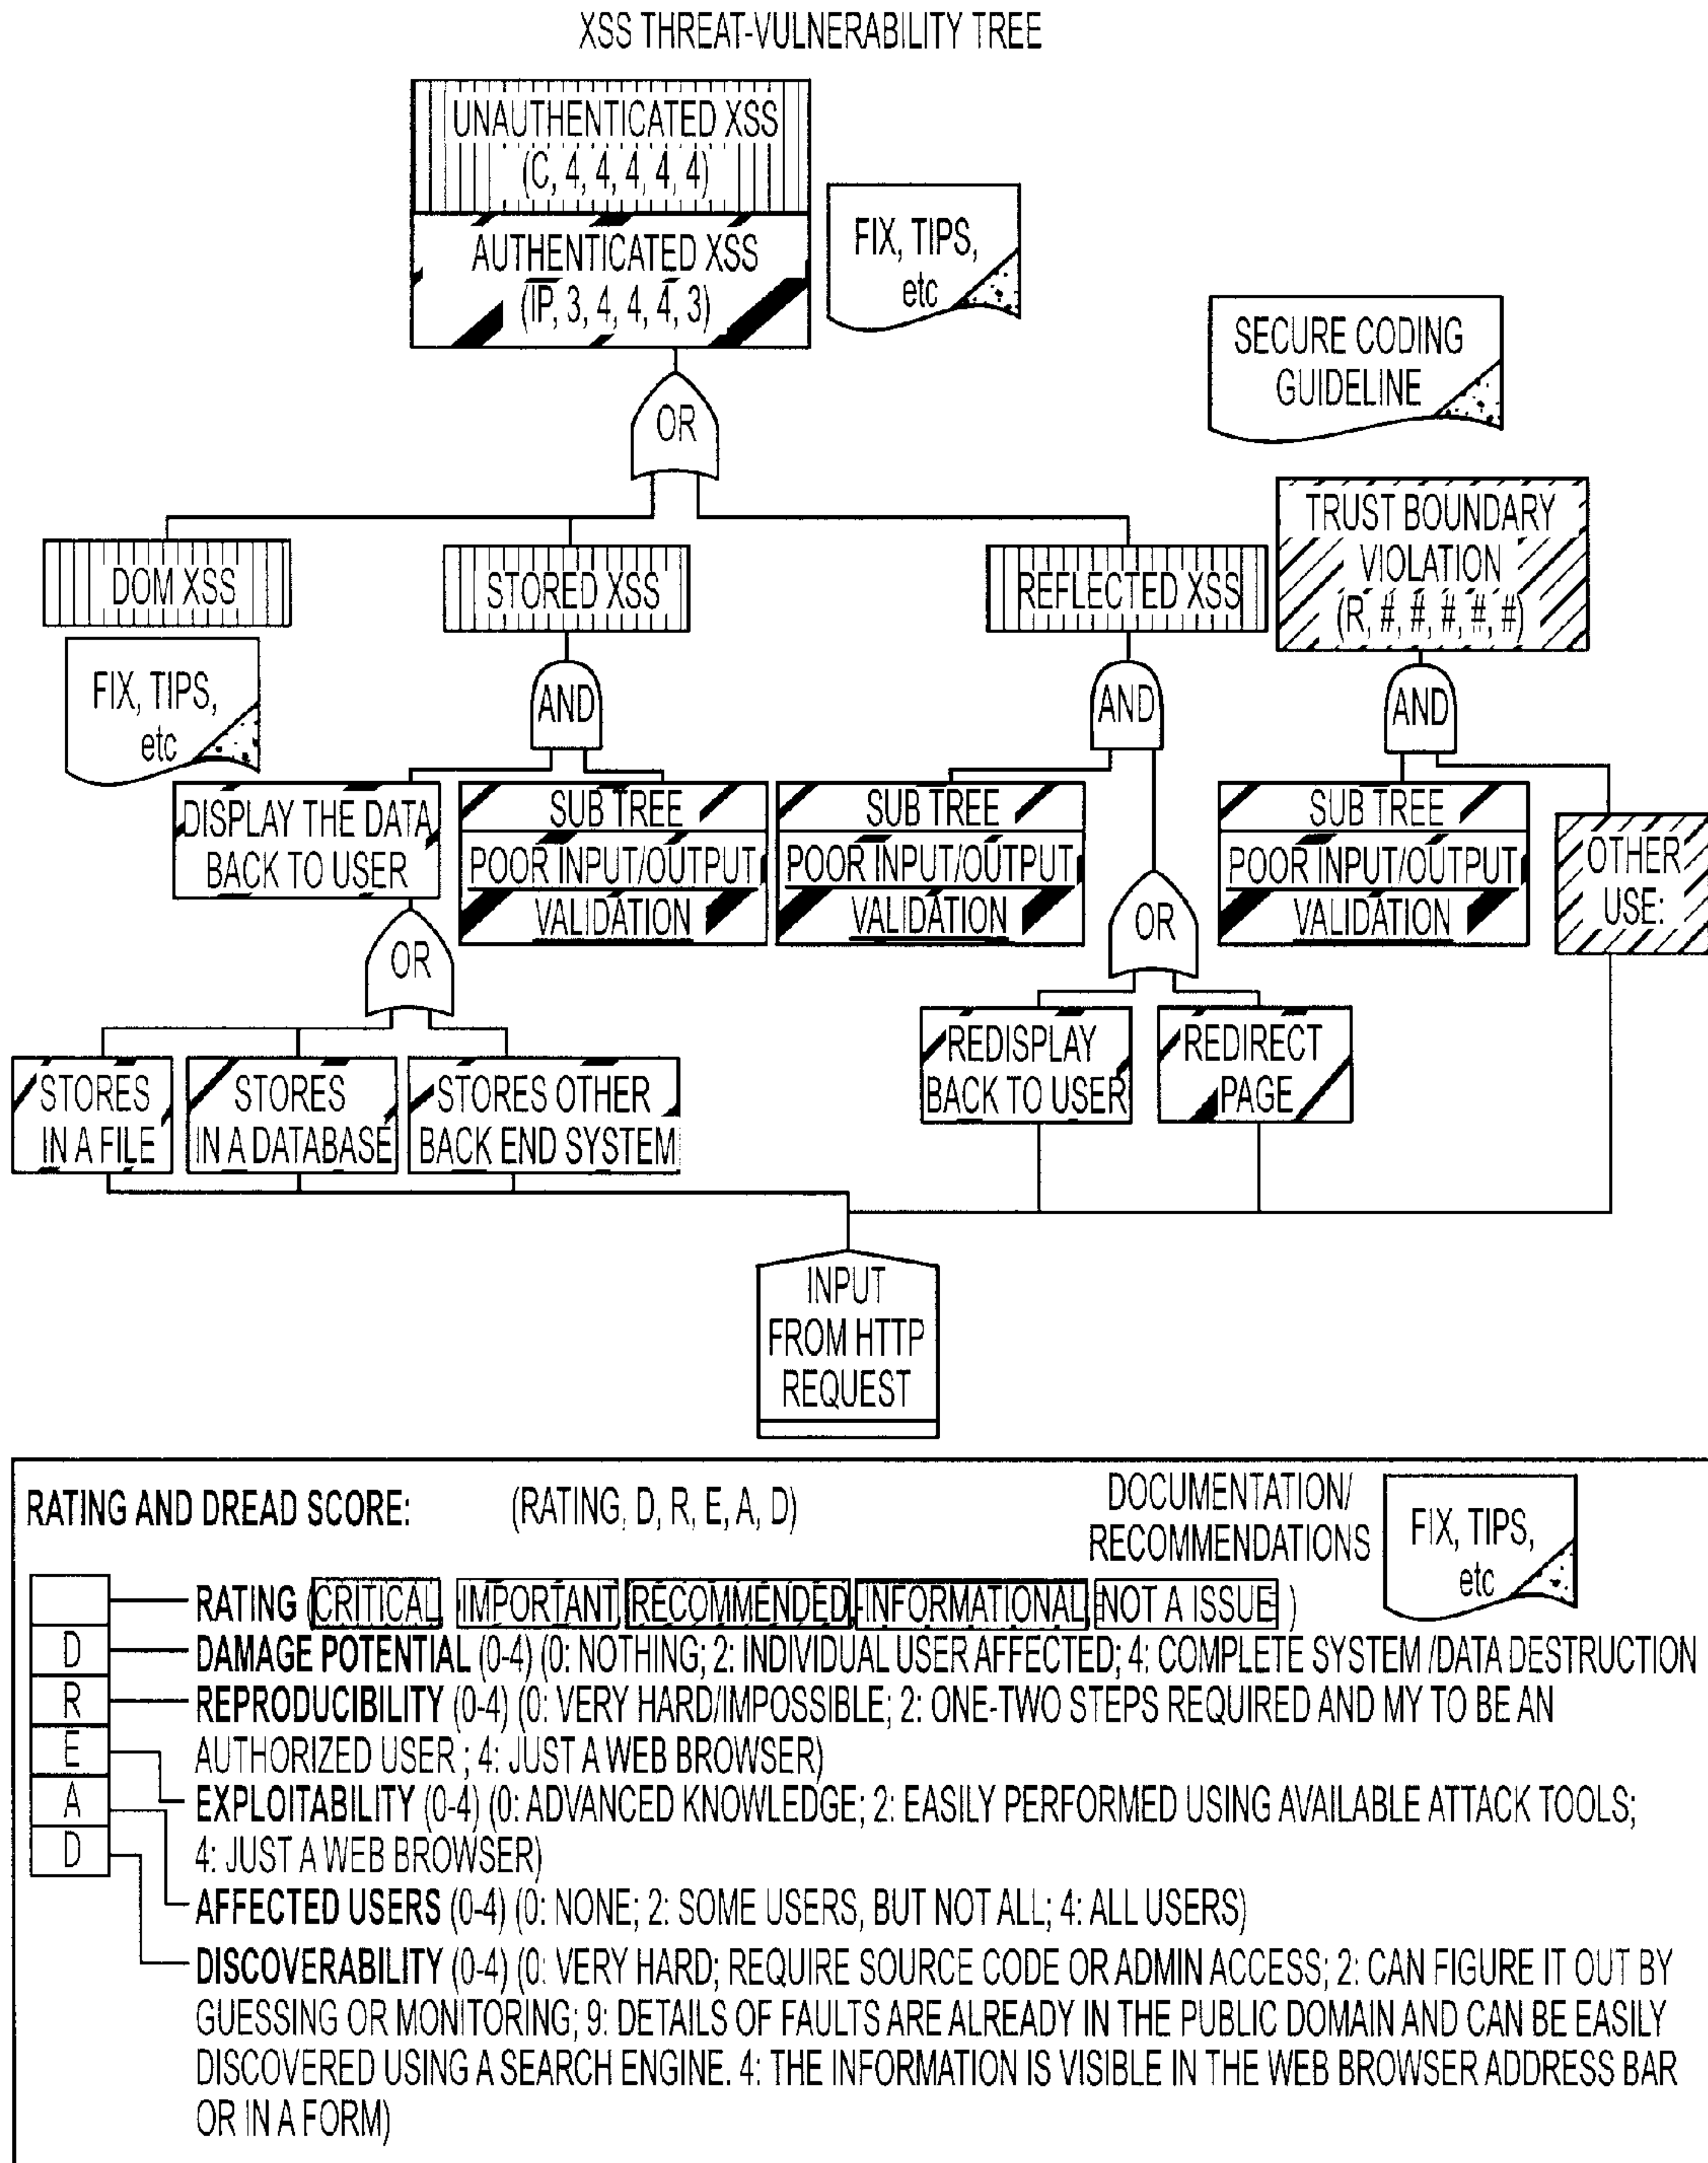 XSS THREAT-VULNERABILITY TREE
UNAUTHENTICATED XSS
(C, 4, 4, 4, 4, 4)
AUTHENTICATED XSS
(IP, 3, 4, 4, 4, 3)
FIX, TIPS,
etc
SECURE CODING
GUIDELINE
OR
DOM XSS
STORED XSS
REFLECTED XSS
TRUST BOUNDARY
VIOLATION
(R, #, #, #, #, #)
FIX, TIPS,
etc
AND
AND
AND
DISPLAY THE DATA
BACK TO USER
SUB TREE
POOR INPUT/OUTPUT
VALIDATION
SUB TREE
POOR INPUT/OUTPUT
VALIDATION
SUB TREE
POOR INPUT/OUTPUT
VALIDATION
OTHER
USE:
OR
OR
STORES
IN A FILE
STORES
IN A DATABASE
STORES OTHER
BACK END SYSTEM
REDISPLAY
BACK TO USER
REDIRECT
PAGE
INPUT
FROM HTTP
REQUEST
RATING AND DREAD SCORE: (RATING, D, R, E, A, D)
DOCUMENTATION/
RECOMMENDATIONS
FIX, TIPS,
etc
RATING (CRITICAL, IMPORTANT, RECOMMENDED, INFORMATIONAL, NOT A ISSUE )
D
R
E
A
D
DAMAGE POTENTIAL (0-4) (0: NOTHING; 2: INDIVIDUAL USER AFFECTED; 4: COMPLETE SYSTEM /DATA DESTRUCTION
REPRODUCIBILITY (0-4) (0: VERY HARD/IMPOSSIBLE; 2: ONE-TWO STEPS REQUIRED AND MY TO BE AN
AUTHORIZED USER ; 4: JUST A WEB BROWSER)
EXPLOITABILITY (0-4) (0: ADVANCED KNOWLEDGE; 2: EASILY PERFORMED USING AVAILABLE ATTACK TOOLS;
4: JUST A WEB BROWSER)
AFFECTED USERS (0-4) (0: NONE; 2: SOME USERS, BUT NOT ALL; 4: ALL USERS)
DISCOVERABILITY (0-4) (0: VERY HARD; REQUIRE SOURCE CODE OR ADMIN ACCESS; 2: CAN FIGURE IT OUT BY
GUESSING OR MONITORING; 9: DETAILS OF FAULTS ARE ALREADY IN THE PUBLIC DOMAIN AND CAN BE EASILY
DISCOVERED USING A SEARCH ENGINE. 4: THE INFORMATION IS VISIBLE IN THE WEB BROWSER ADDRESS BAR
OR IN A FORM)